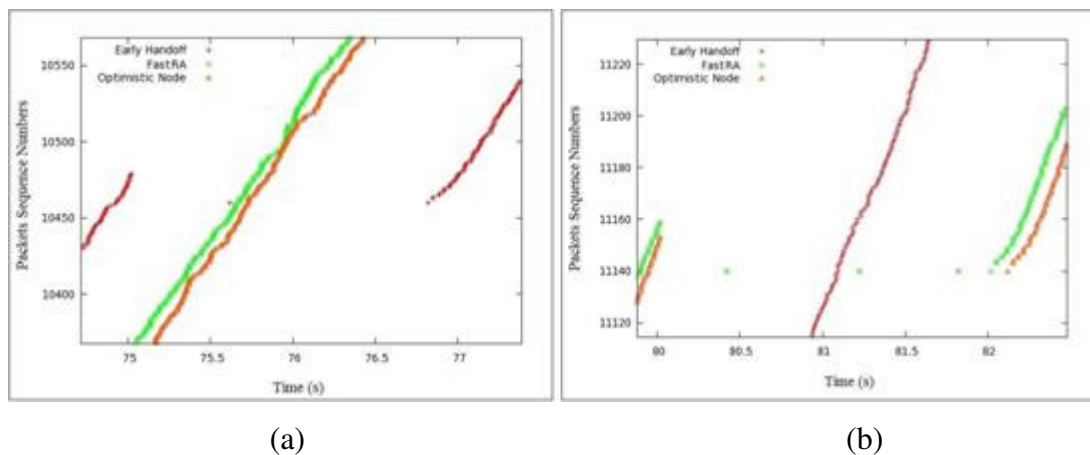 Early Handoff
FastRA
Optimistic Node
10550
10500
10450
10400
Packets Sequence Numbers
75
75.5
76
76.5
77
Time (s)
(a)
Early Handoff
FastRA
Optimistic Node
11220
11200
11180
11160
11140
11120
Packets Sequence Numbers
80
80.5
81
81.5
82
Time (s)
(b)